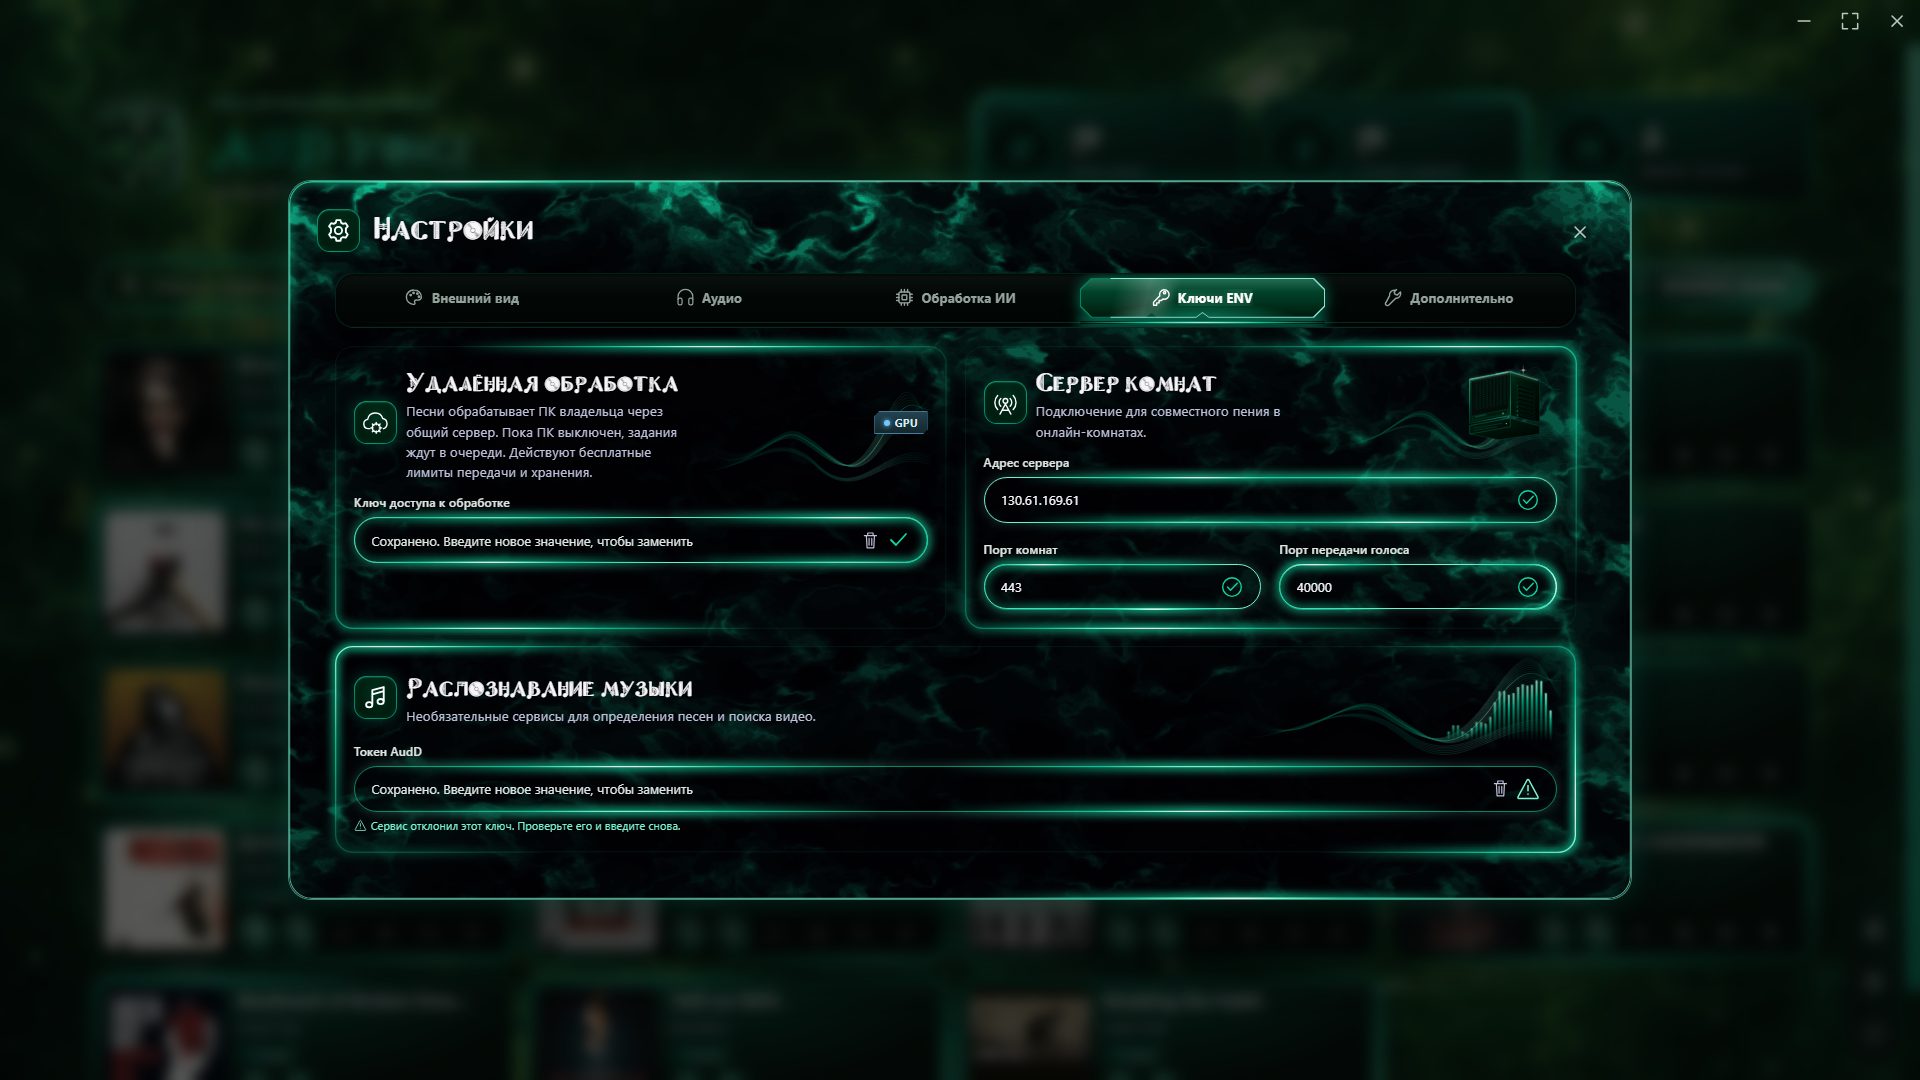 Настройки
Внешний вид
Аудио
Обработка ИИ
Ключи ENV
Дополнительно
Удалённая обработка
Песни обрабатывает ПК владельца через
общий сервер. Пока ПК выключен, задания
ждут в очереди. Действуют бесплатные
лимиты передачи и хранения.
GPU
Ключ доступа к обработке
Сохранено. Введите новое значение, чтобы заменить
Сервер комнат
Подключение для совместного пения в
онлайн-комнатах.
Адрес сервера
130.61.169.61
Порт комнат
Порт передачи голоса
443
40000
Распознавание музыки
Необязательные сервисы для определения песен и поиска видео.
Токен AudD
Сохранено. Введите новое значение, чтобы заменить
Сервис отклонил этот ключ. Проверьте его и введите снова.